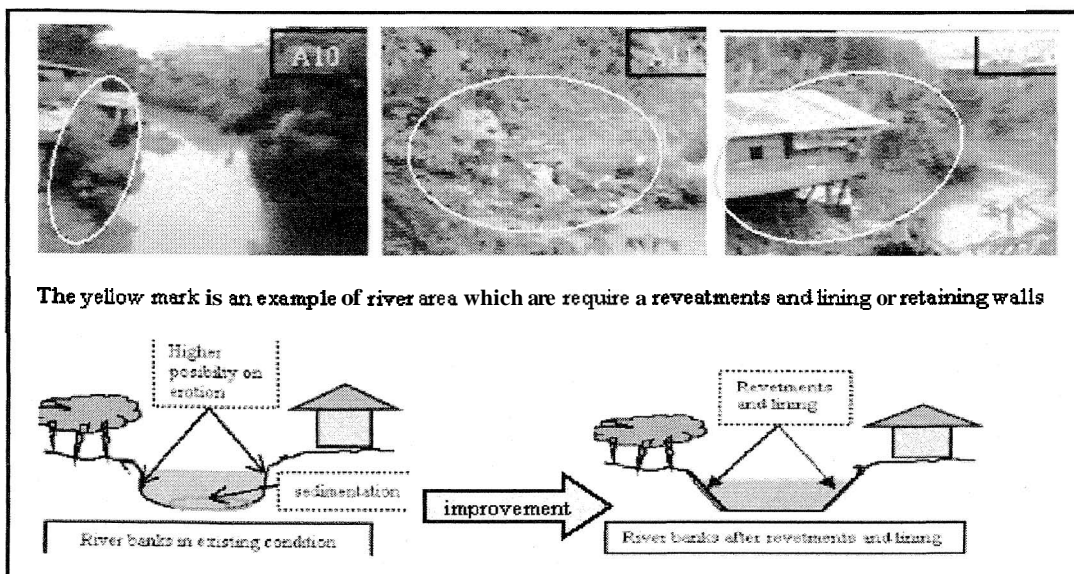 A10
The yellow mark is an example of river area which are require a reveatments and lining or retaining walls
Higher
posibilty on
erotion
Revetments
and lining
sedimentation
improvement
River banks in existing condition
River banks after revetments and lining